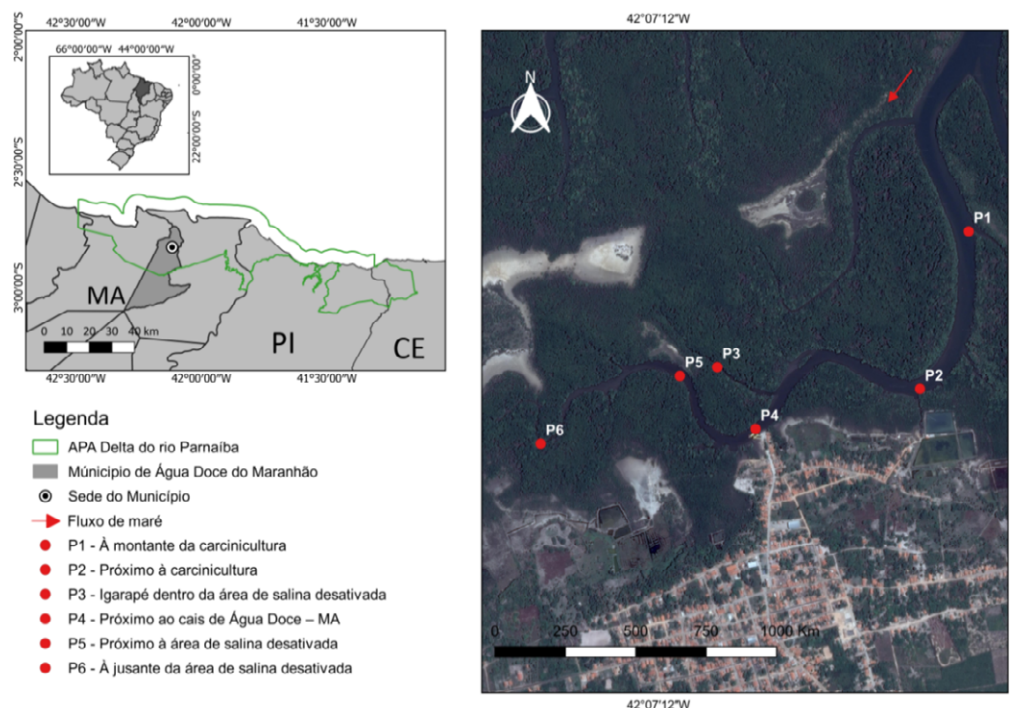 42°30'00"W 42°00'00"W 41°30'00"W
66°00'00"W 44°00'00"W
0°00'00"
22°00'00"S
2°00'00"S
2°30'00"S
3°00'00"S
MA
PI
CE
0 10 20 30 40 km
42°30'00"W 42°00'00"W 41°30'00"W
Legenda
APA Delta do rio Parnaíba
Múnicipio de Água Doce do Maranhão
Sede do Município
Fluxo de maré
P1 - À montante da carcinicultura
P2 - Próximo à carcinicultura
P3 - Igarapé dentro da área de salina desativada
P4 - Próximo ao cais de Água Doce – MA
P5 - Próximo à área de salina desativada
P6 - À jusante da área de salina desativada
42°07'12"W
N
P1
P3
P5
P2
P4
P6
0 250 500 750 1000 Km
42°07'12"W